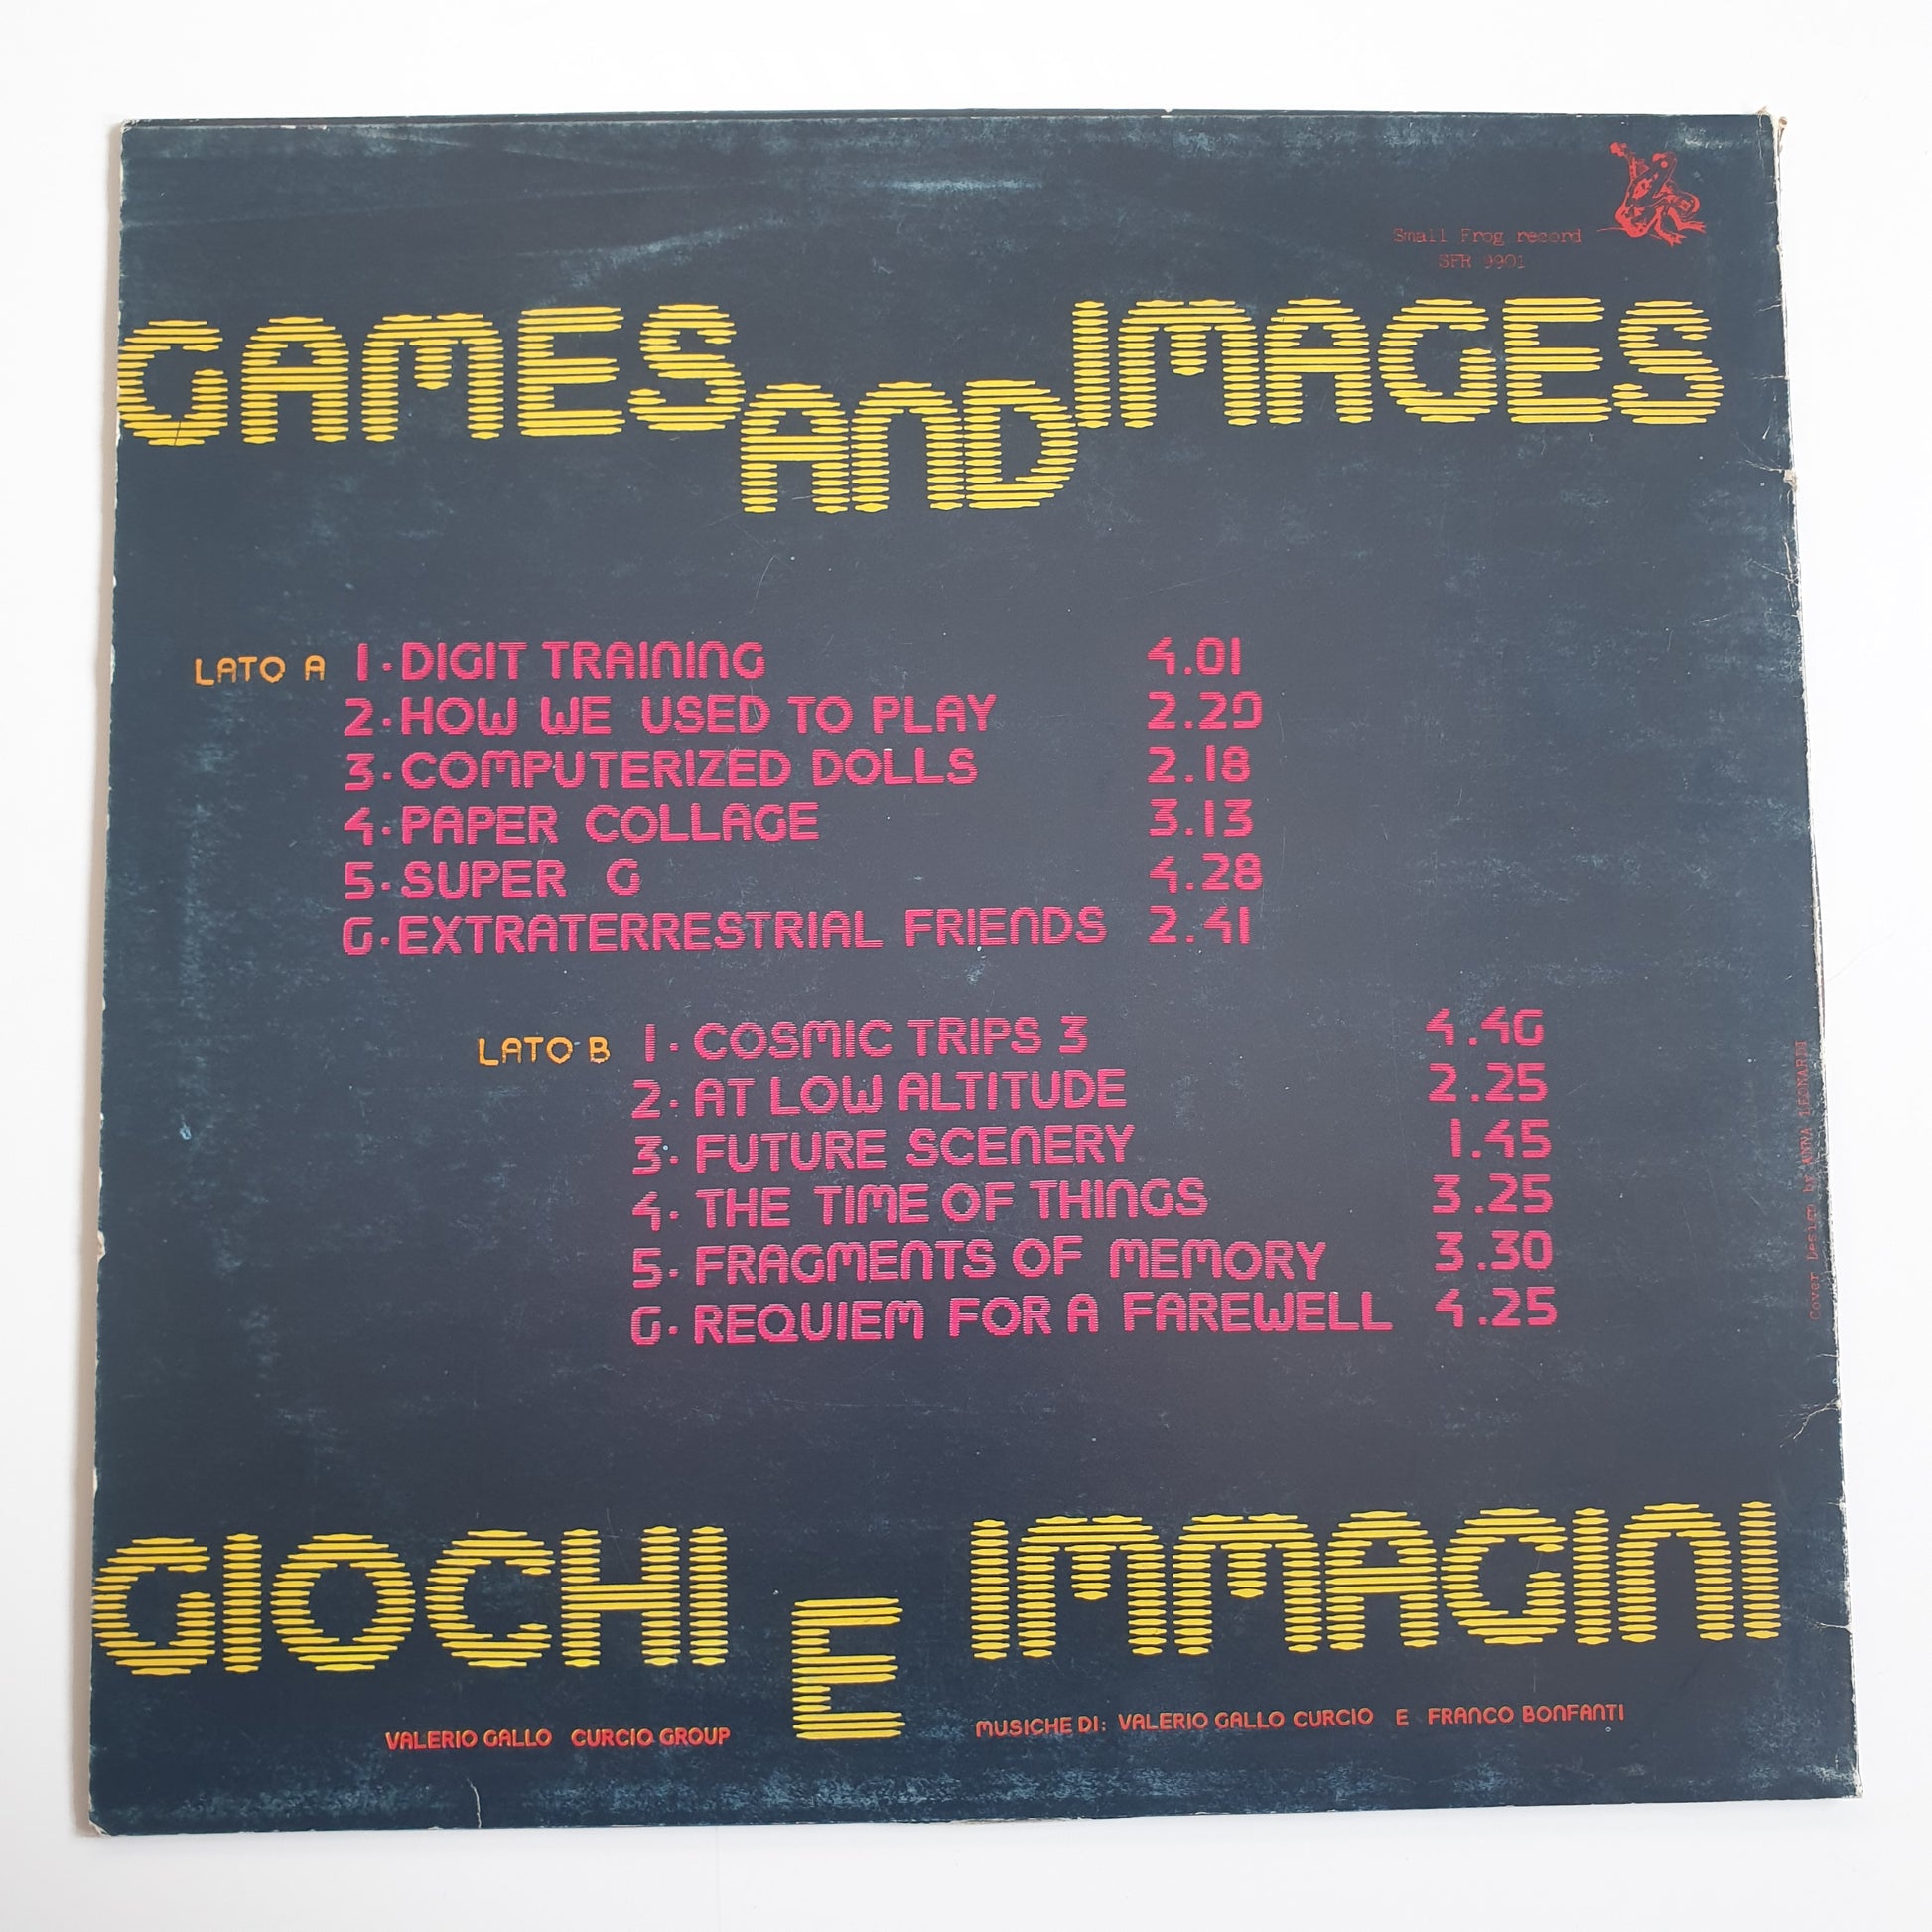 Small Frog record
SFR 9901
GAMES AND IMAGES
LATO A 1·DIGIT TRAINING 4.01
2·HOW WE USED TO PLAY 2.20
3·COMPUTERIZED DOLLS 2.18
4·PAPER COLLAGE 3.13
5·SUPER G 4.28
6·EXTRATERRESTRIAL FRIENDS 2.41
LATO B 1· COSMIC TRIPS 3 4.46
2· AT LOW ALTITUDE 2.25
3· FUTURE SCENERY 1.45
4· THE TIME OF THINGS 3.25
5· FRAGMENTS OF MEMORY 3.30
6· REQUIEM FOR A FAREWELL 4.25
Cover Design by ANNA LEONARDI
GIOCHI E IMMAGINI
VALERIO GALLO CURCIO GROUP
MUSICHE DI: VALERIO GALLO CURCIO E FRANCO BONFANTI